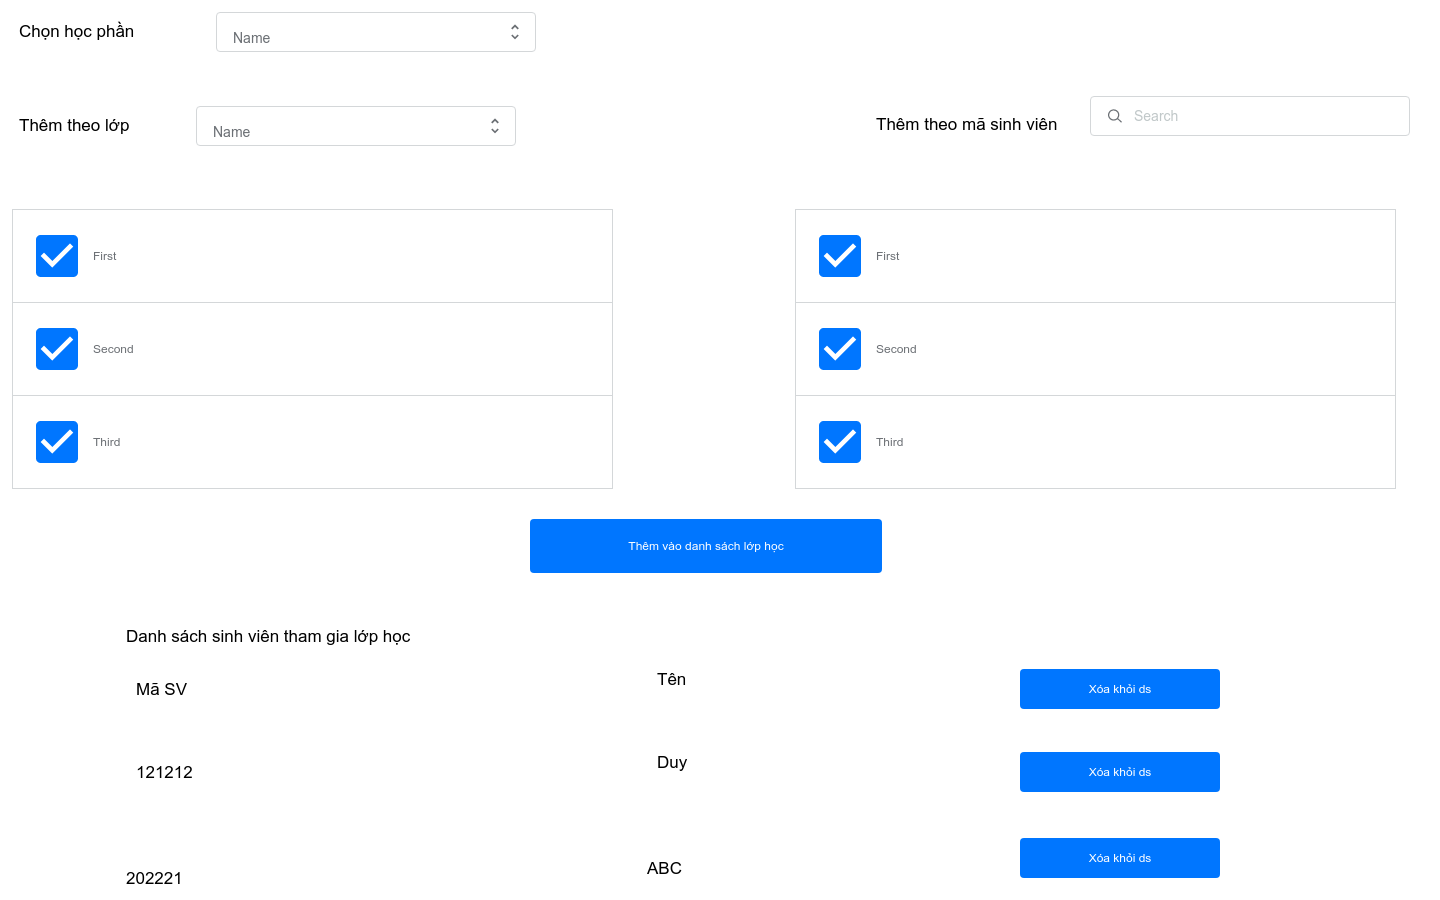 Chọn học phần
Name
Thêm theo lớp
Name
Thêm theo mã sinh viên
Search
First
Second
Third
First
Second
Third
Thêm vào danh sách lớp học
Danh sách sinh viên tham gia lớp học
Mã SV
Tên
Xóa khỏi ds
121212
Duy
Xóa khỏi ds
202221
ABC
Xóa khỏi ds